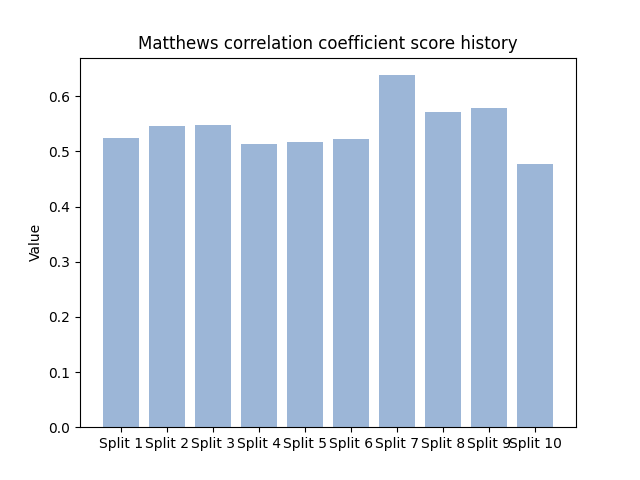 Matthews correlation coefficient score history
Value
0.6
0.5
0.4
0.3
0.2
0.1
0.0
Split 1 Split 2 Split 3 Split 4 Split 5 Split 6 Split 7 Split 8 Split 9 Split 10